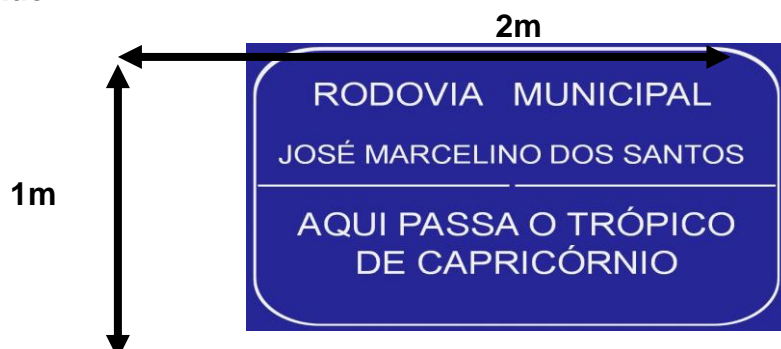 2m
RODOVIA MUNICIPAL
JOSÉ MARCELINO DOS SANTOS
1m
AQUI PASSA O TRÓPICO
DE CAPRICÓRNIO